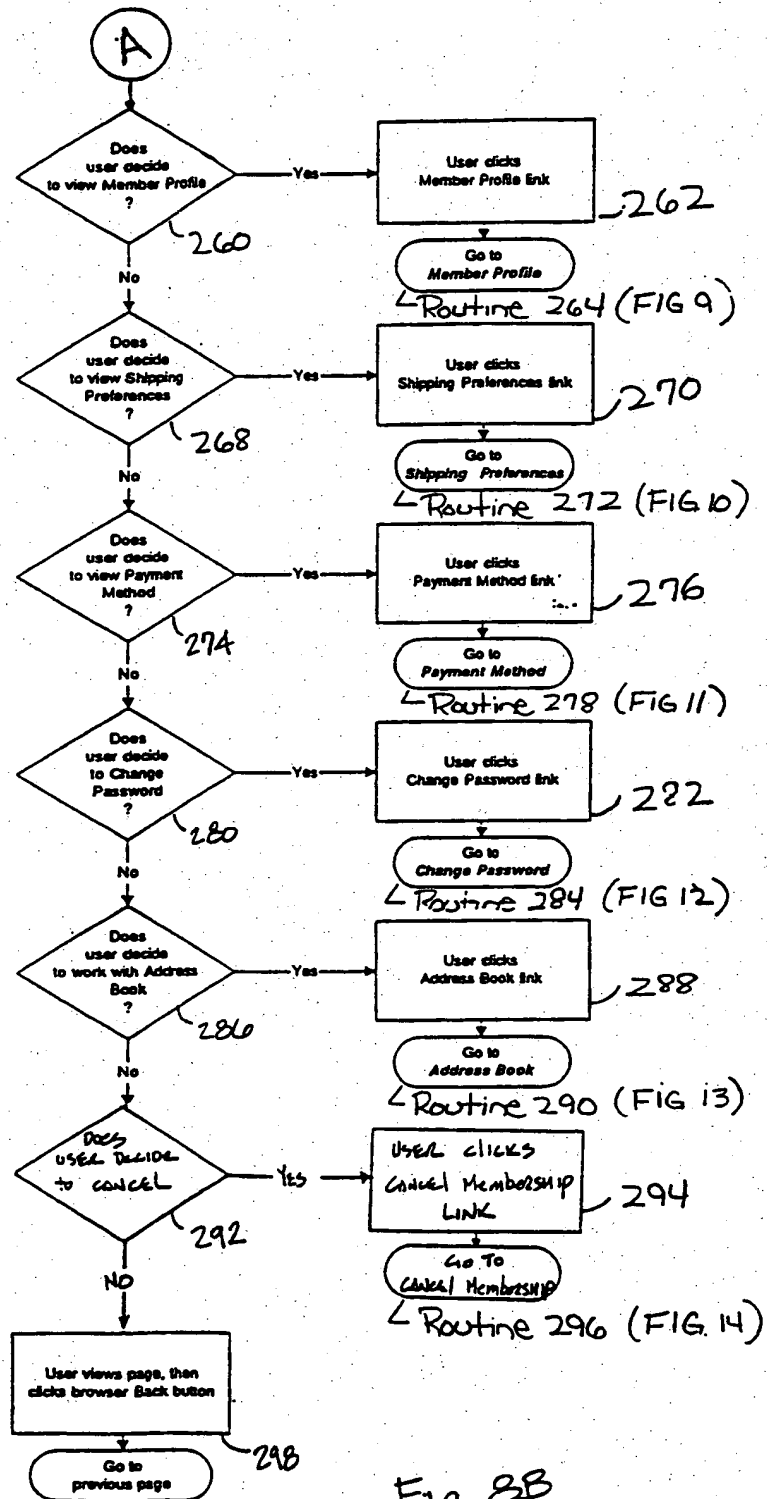 A
Does
user decide
to view Member Profile
?
260
Yes
User clicks
Member Profile link
262
Go to
Member Profile
Routine 264 (FIG 9)
No
Does
user decide
to view Shipping
Preferences
?
268
Yes
User clicks
Shipping Preferences link
270
Go to
Shipping Preferences
Routine 272 (FIG 10)
No
Does
user decide
to view Payment
Method
?
274
Yes
User clicks
Payment Method link
276
Go to
Payment Method
Routine 278 (FIG 11)
No
Does
user decide
to Change
Password
?
280
Yes
User clicks
Change Password link
282
Go to
Change Password
Routine 284 (FIG 12)
No
Does
user decide
to work with Address
Book
?
286
Yes
User clicks
Address Book link
288
Go to
Address Book
Routine 290 (FIG 13)
No
DOES
USER DECIDE
to CANCEL
292
YES
USER clicks
CANCEL MemberSHIP
LINK
294
Go To
CANCEL MemberSHIP
Routine 296 (FIG. 14)
NO
User views page, then
clicks browser Back button
298
Go to
previous page
FIG 8B